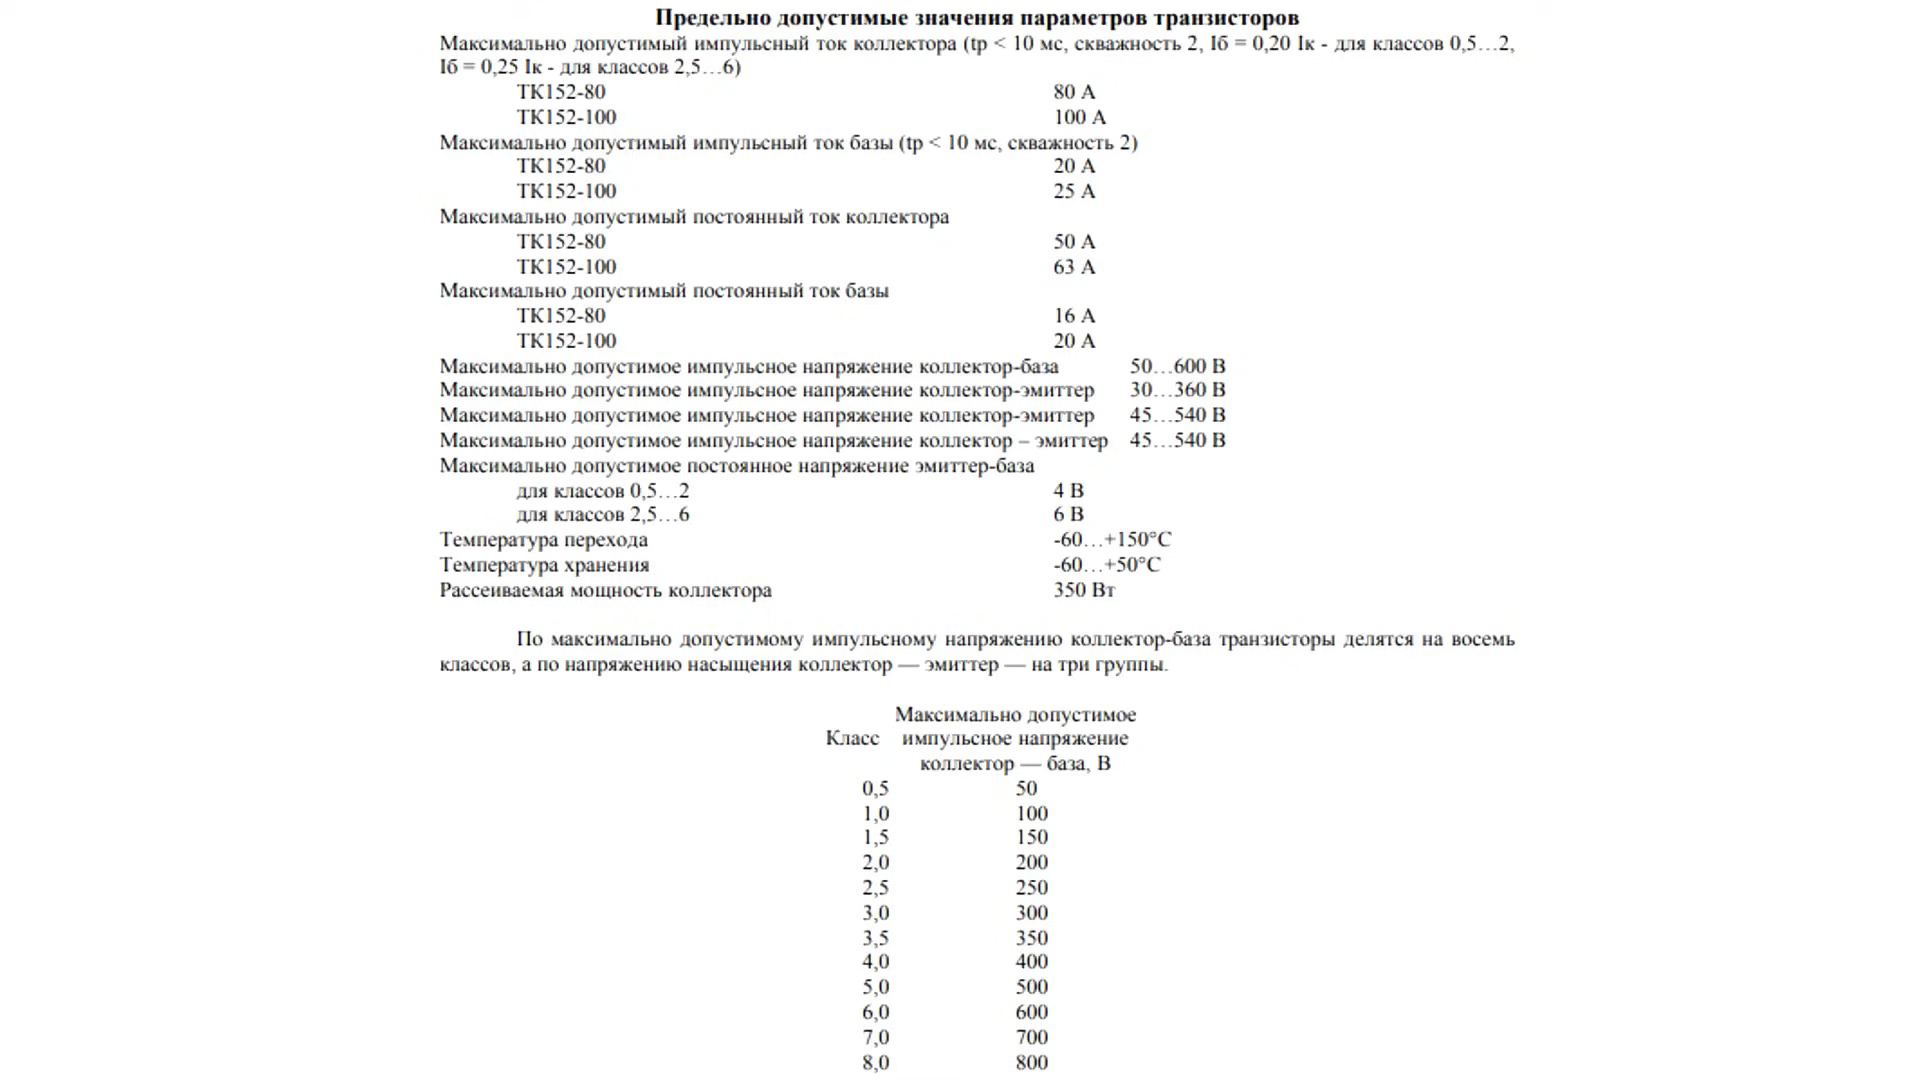 Предельно допустимые значения параметров транзисторов
Максимально допустимый импульсный ток коллектора (tp < 10 мс, скважность 2, Iб = 0,20 Iк - для классов 0,5…2,
Iб = 0,25 Iк - для классов 2,5…6)
ТК152-80 80 А
ТК152-100 100 А
Максимально допустимый импульсный ток базы (tp < 10 мс, скважность 2)
ТК152-80 20 А
ТК152-100 25 А
Максимально допустимый постоянный ток коллектора
ТК152-80 50 А
ТК152-100 63 А
Максимально допустимый постоянный ток базы
ТК152-80 16 А
ТК152-100 20 А
Максимально допустимое импульсное напряжение коллектор-база 50…600 В
Максимально допустимое импульсное напряжение коллектор-эмиттер 30…360 В
Максимально допустимое импульсное напряжение коллектор-эмиттер 45…540 В
Максимально допустимое импульсное напряжение коллектор – эмиттер 45…540 В
Максимально допустимое постоянное напряжение эмиттер-база
для классов 0,5…2 4 В
для классов 2,5…6 6 В
Температура перехода -60…+150°С
Температура хранения -60…+50°С
Рассеиваемая мощность коллектора 350 Вт
По максимально допустимому импульсному напряжению коллектор-база транзисторы делятся на восемь
классов, а по напряжению насыщения коллектор — эмиттер — на три группы.
Максимально допустимое
Класс импульсное напряжение
коллектор — база, В
0,5 50
1,0 100
1,5 150
2,0 200
2,5 250
3,0 300
3,5 350
4,0 400
5,0 500
6,0 600
7,0 700
8,0 800